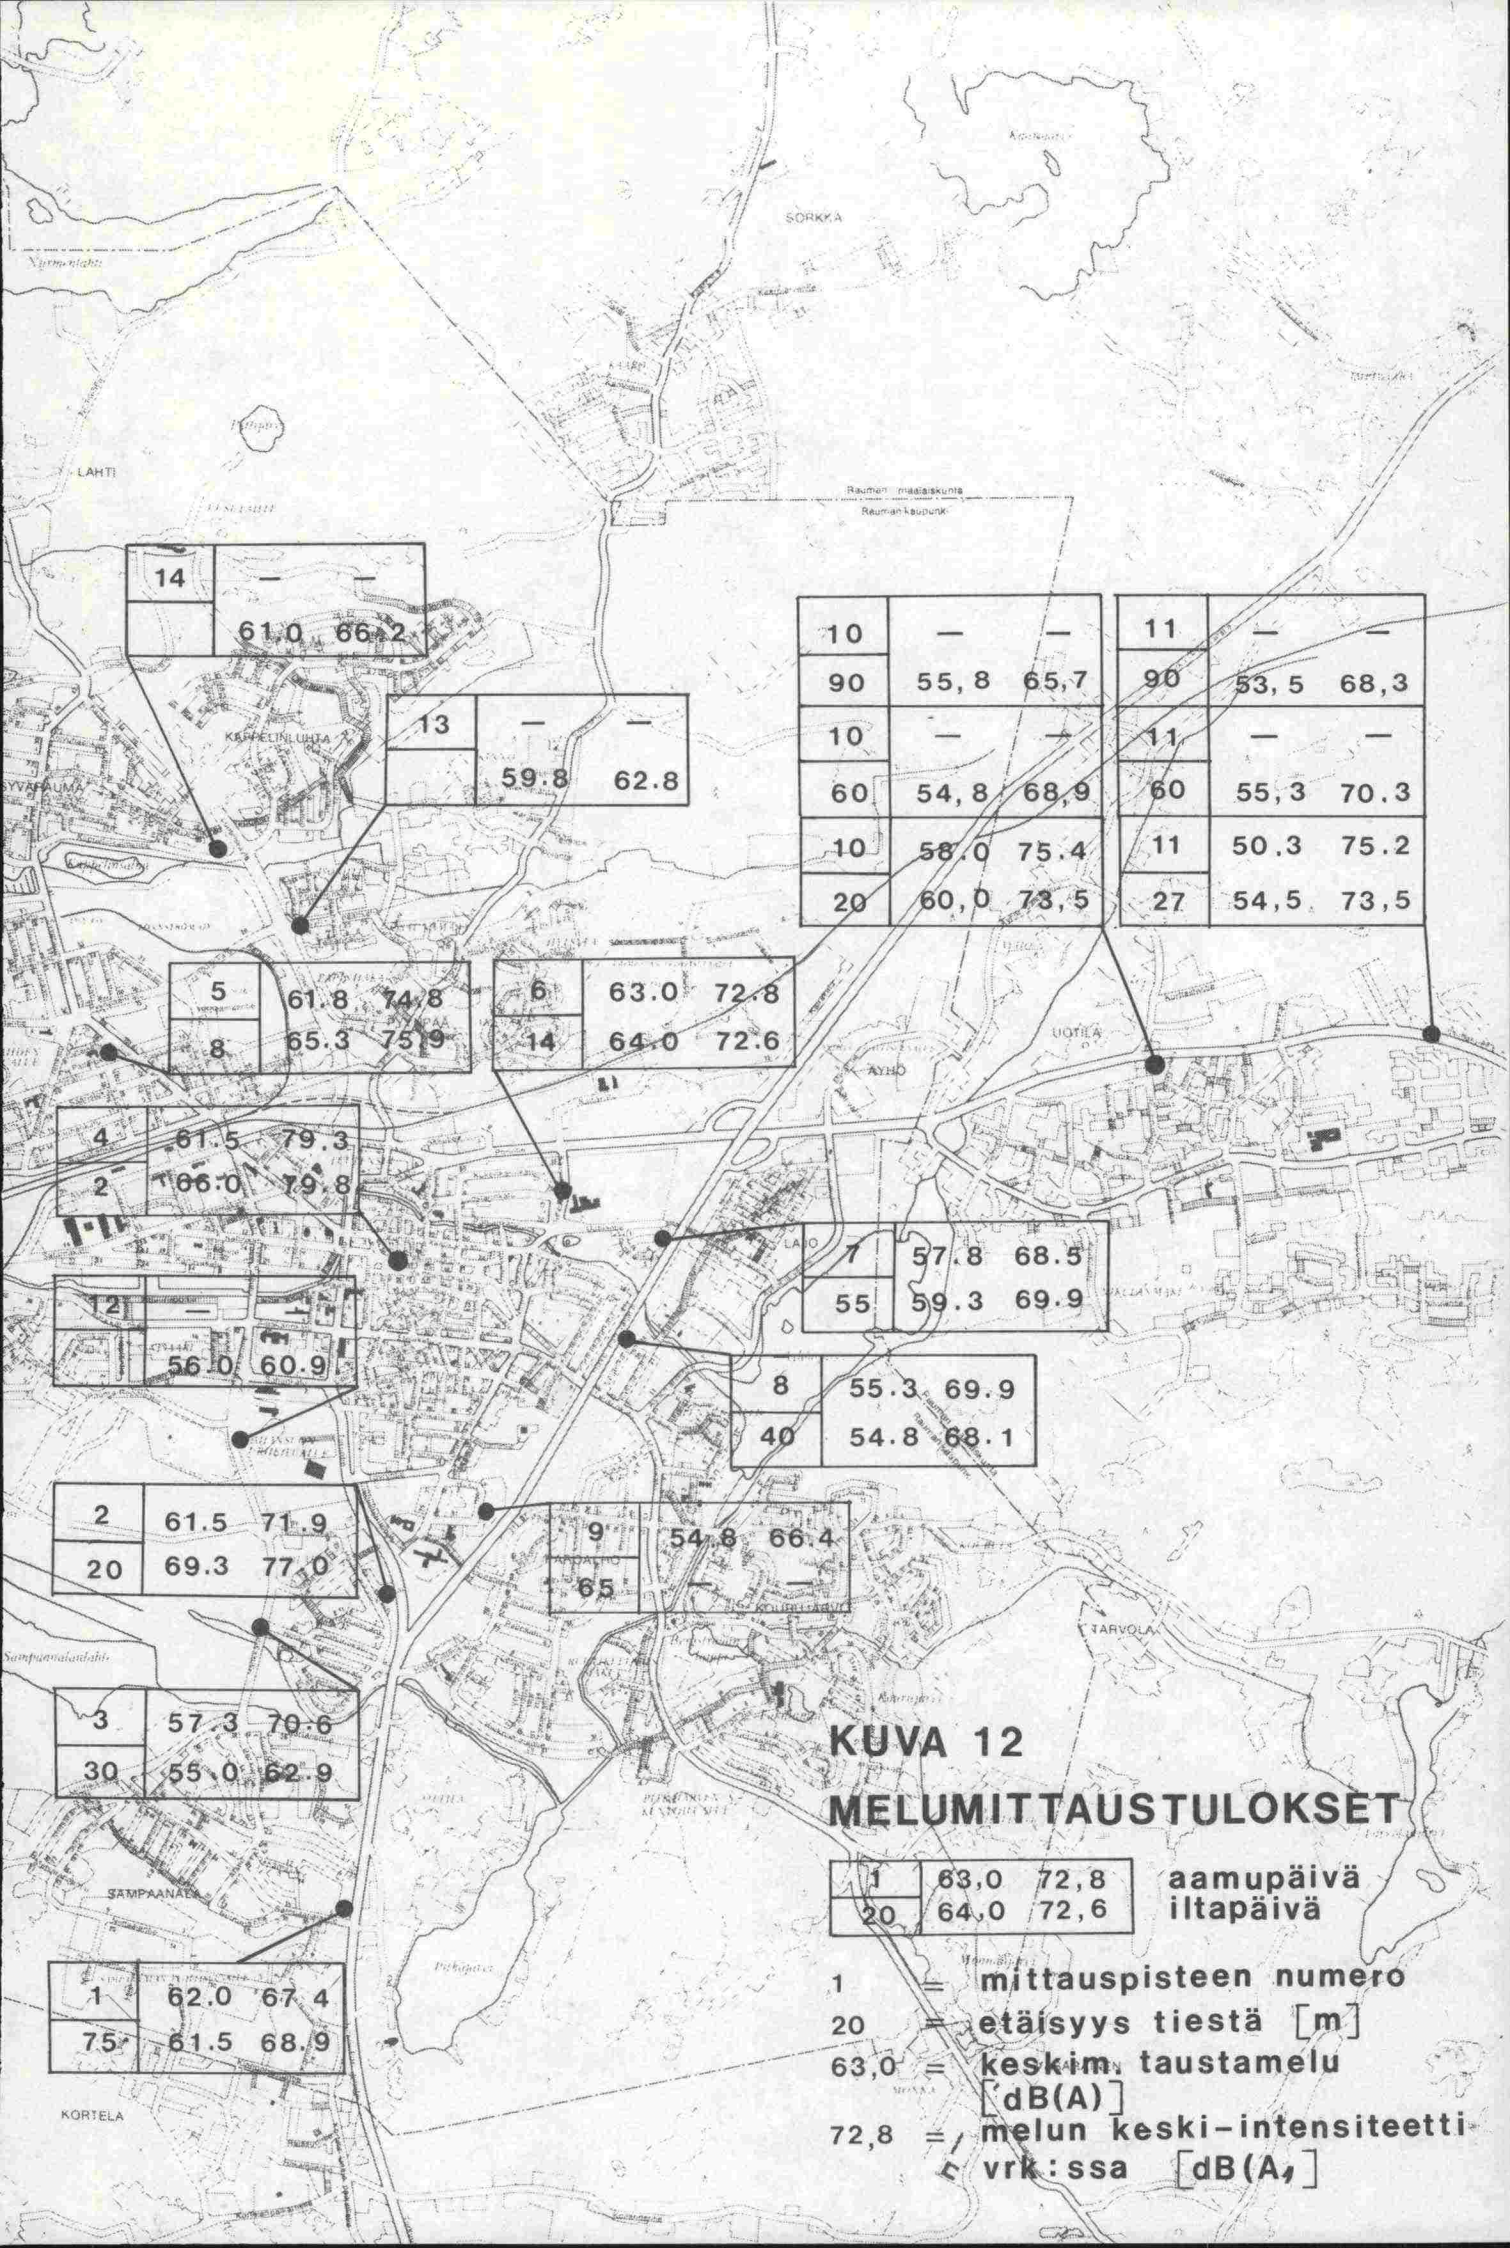 SORKKA
LAHTI
Rauman maalaiskunta
Rauman kaupunki
14 — —
61.0 66.2
13 — —
59.8 62.8
KAPPELINLUHTA
10 — —
90 55,8 65,7
10 — —
60 54,8 68,9
10 58.0 75.4
20 60,0 73,5
11 — —
90 53,5 68,3
11 — —
60 55,3 70.3
11 50.3 75.2
27 54,5 73,5
5 61.8 74.8
8 65.3 75.9
6 63.0 72.8
14 64.0 72.6
UOTILA
ÄYHÖ
4 61.5 79.3
2 66.0 79.8
7 57.8 68.5
55 59.3 69.9
LAJO
12 — —
56.0 60.9
8 55.3 69.9
40 54.8 68.1
2 61.5 71.9
20 69.3 77.0
9 54.8 66.4
65 — —
KOURUJÄRVI
TARVOLA
Sampaanalanlahti
3 57.3 70.6
30 55.0 62.9
KUVA 12
MELUMITTAUSTULOKSET
SAMPAANALA
1 63,0 72,8 aamupäivä
20 64,0 72,6 iltapäivä
1 62.0 67.4
75 61.5 68.9
1 = mittauspisteen numero
20 = etäisyys tiestä [m]
63,0 = keskim. taustamelu
[dB(A)]
72,8 = melun keski-intensiteetti
vrk:ssa [dB(A)]
KORTELA